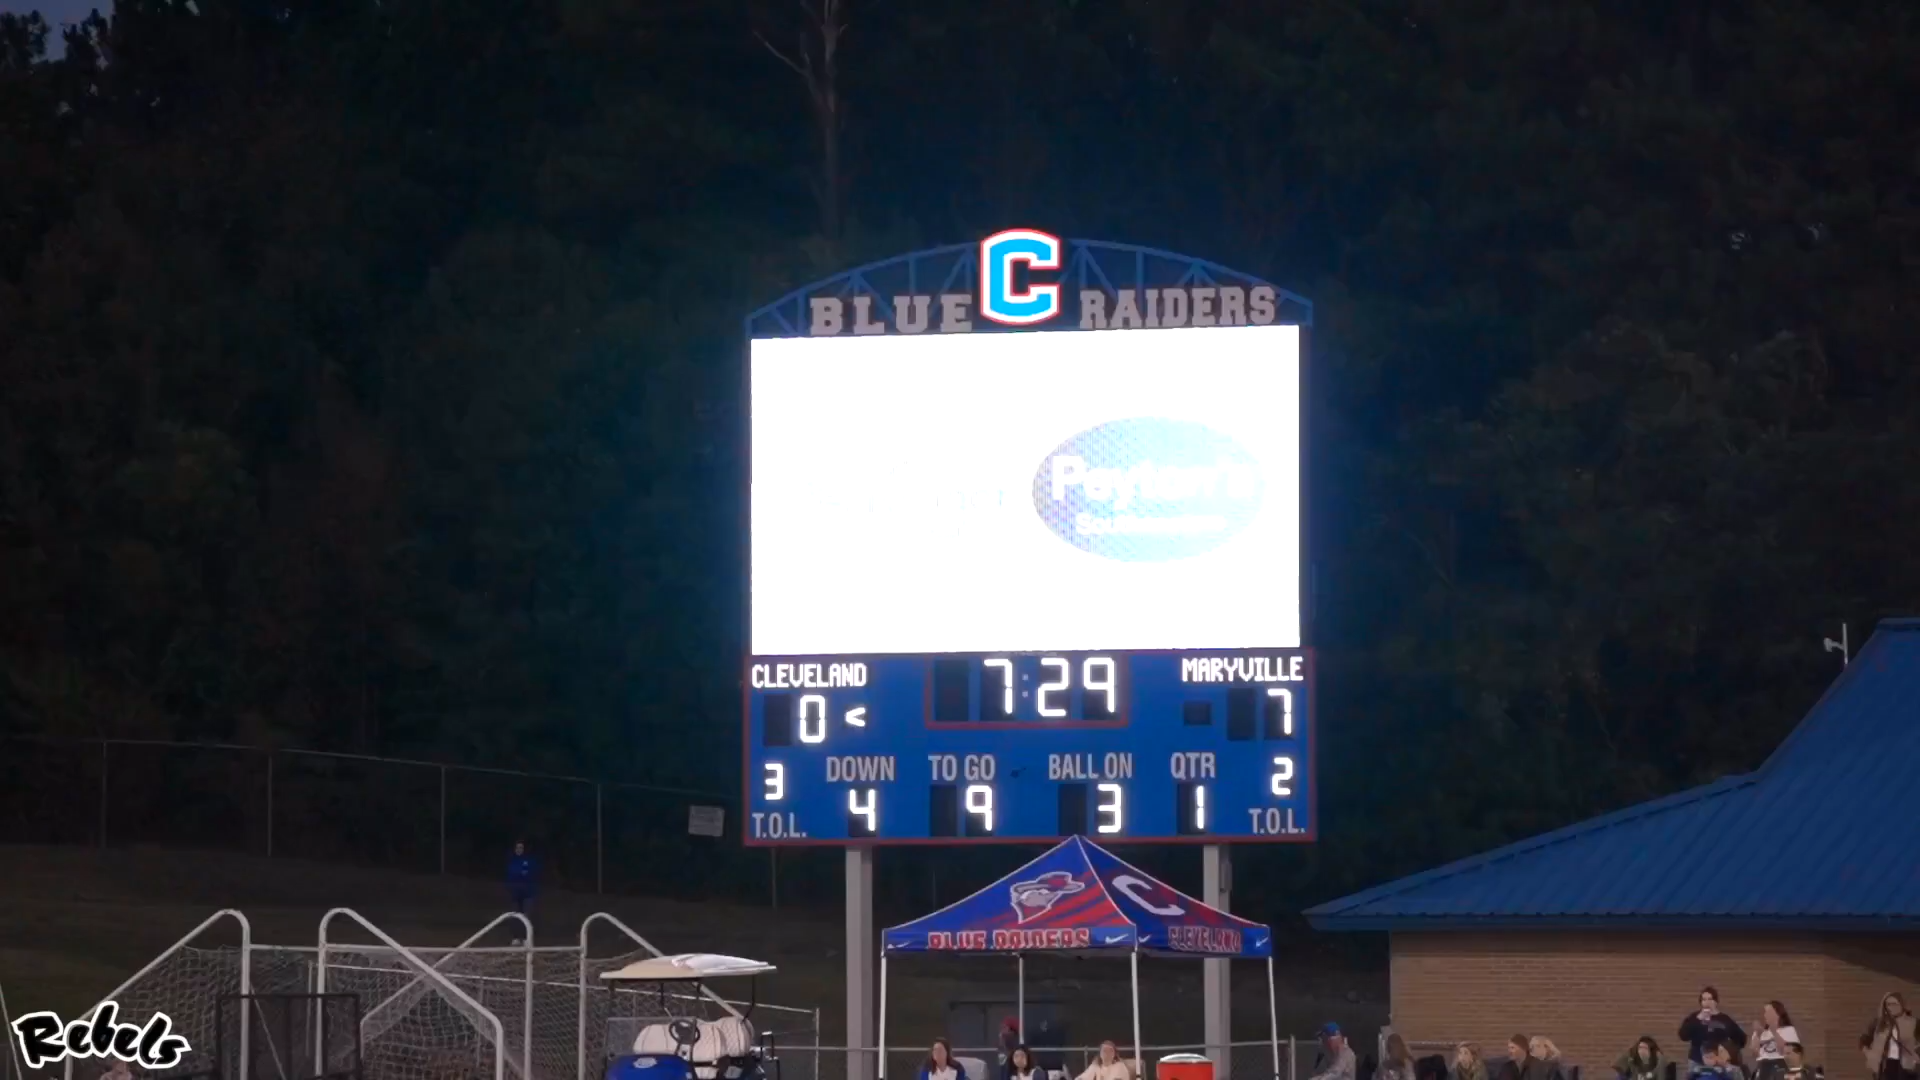 C
BLUE RAIDERS
Peyton's
CLEVELAND 7:29 MARYVILLE
0 < 7
3 DOWN TO GO BALL ON QTR 2
T.O.L. 4 9 3 1 T.O.L.
C
BLUE RAIDERS CLEVELAND
Rebels